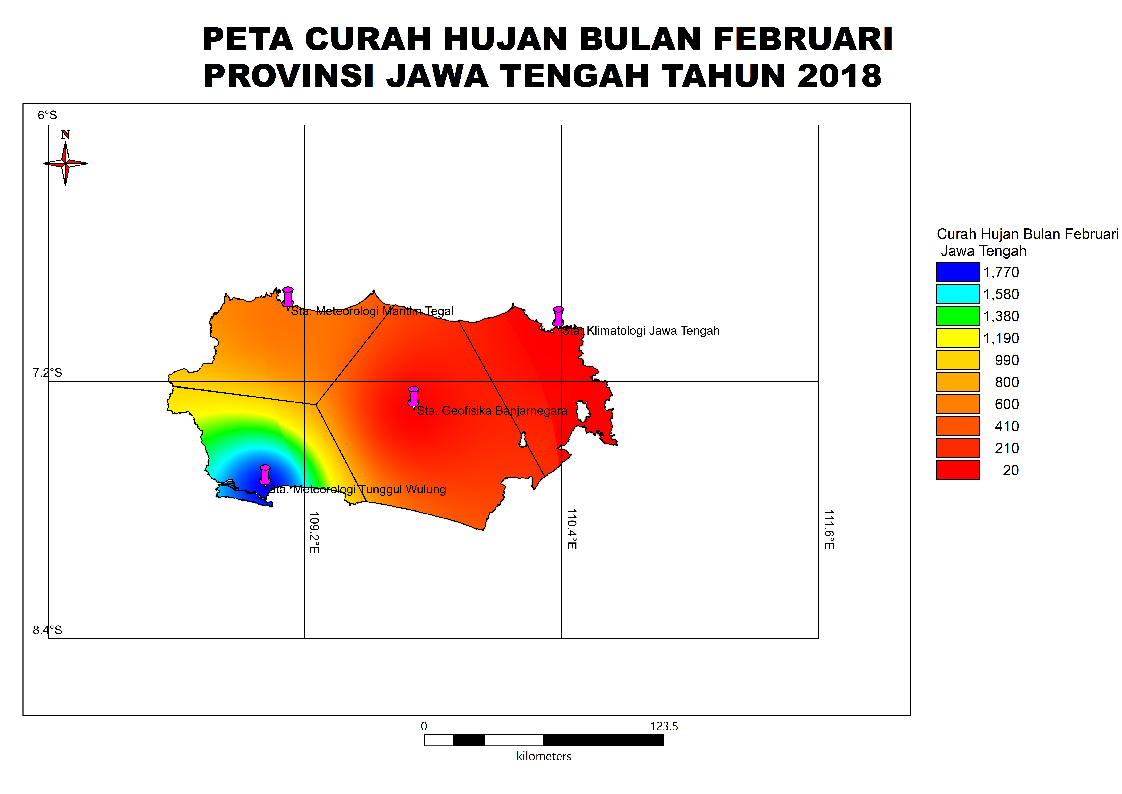 PETA CURAH HUJAN BULAN FEBRUARI
PROVINSI JAWA TENGAH TAHUN 2018
6°S
N
Curah Hujan Bulan Februari
Jawa Tengah
1,770
1,580
1,380
1,190
990
800
600
410
210
20
Sta. Meteorologi Maritim Tegal
Sta. Klimatologi Jawa Tengah
7.2°S
Sta. Geofisika Banjarnegara
Sta. Meteorologi Tunggul Wulung
109.2°E
110.4°E
111.6°E
8.4°S
0 123.5
kilometers